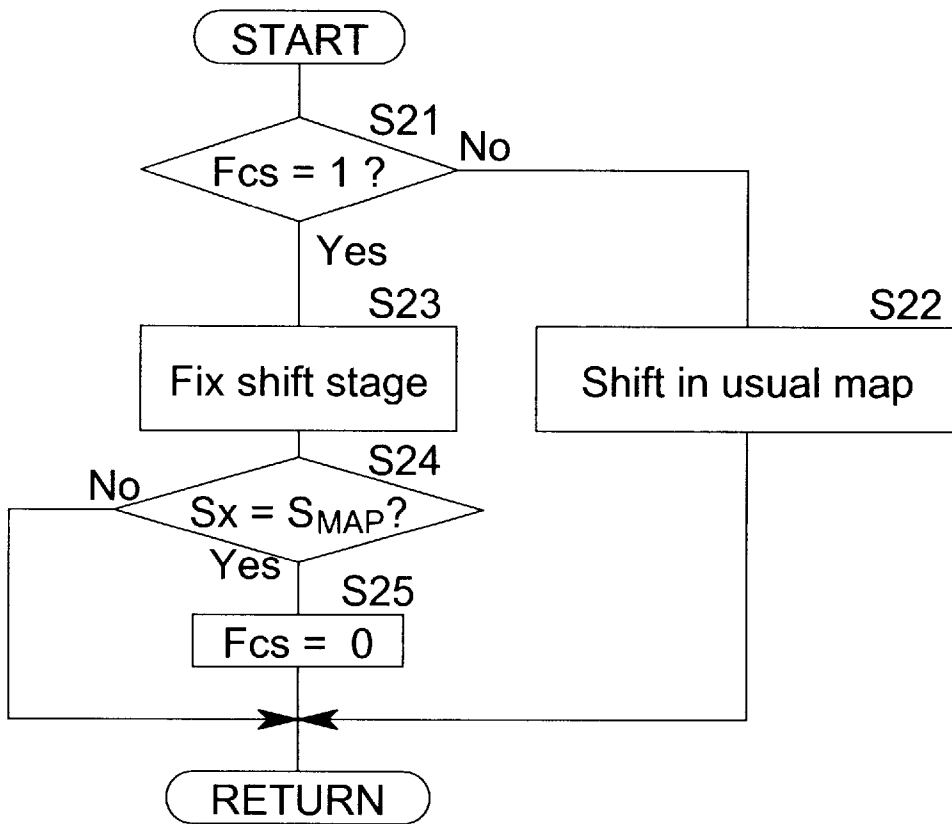 START
S21
Fcs = 1 ?
No
Yes
S23
S22
Fix shift stage
Shift in usual map
S24
No
Sx = SMAP?
Yes
S25
Fcs = 0
RETURN